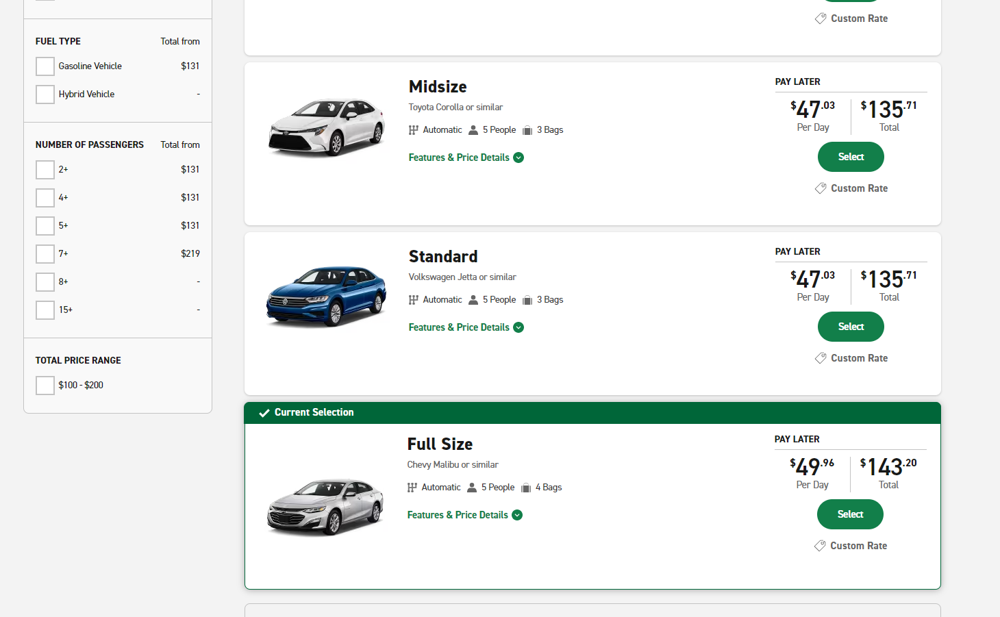 FUEL TYPE Total from
Gasoline Vehicle $131
Hybrid Vehicle -
NUMBER OF PASSENGERS Total from
2+ $131
4+ $131
5+ $131
7+ $219
8+ -
15+ -
TOTAL PRICE RANGE
$100 - $200
Custom Rate
Midsize
Toyota Corolla or similar
Automatic 5 People 3 Bags
Features & Price Details
PAY LATER
$47.03 $135.71
Per Day Total
Select
Custom Rate
Standard
Volkswagen Jetta or similar
Automatic 5 People 3 Bags
Features & Price Details
PAY LATER
$47.03 $135.71
Per Day Total
Select
Custom Rate
Current Selection
Full Size
Chevy Malibu or similar
Automatic 5 People 4 Bags
Features & Price Details
PAY LATER
$49.96 $143.20
Per Day Total
Select
Custom Rate